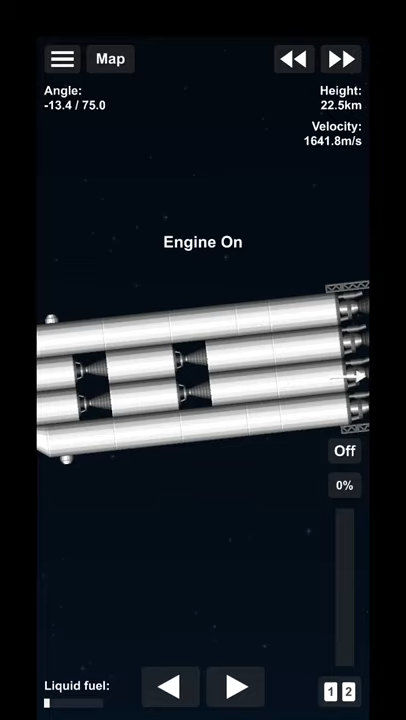 Map
Angle:
-13.4 / 75.0
Height:
22.5km
Velocity:
1641.8m/s
Engine On
Off
0%
Liquid fuel:
1 2